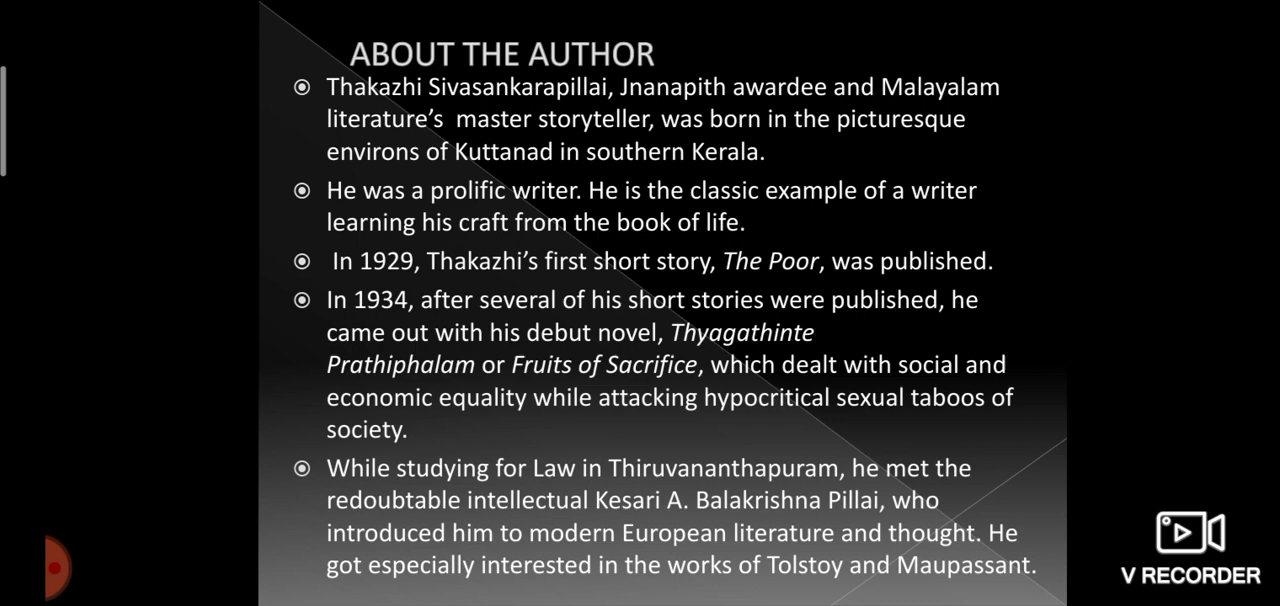 ABOUT THE AUTHOR
Thakazhi Sivasankarapillai, Jnanapith awardee and Malayalam
literature’s  master storyteller, was born in the picturesque
environs of Kuttanad in southern Kerala.
He was a prolific writer. He is the classic example of a writer
learning his craft from the book of life.
In 1929, Thakazhi’s first short story, The Poor, was published.
In 1934, after several of his short stories were published, he
came out with his debut novel, Thyagathinte
Prathiphalam or Fruits of Sacrifice, which dealt with social and
economic equality while attacking hypocritical sexual taboos of
society.
While studying for Law in Thiruvananthapuram, he met the
redoubtable intellectual Kesari A. Balakrishna Pillai, who
introduced him to modern European literature and thought. He
got especially interested in the works of Tolstoy and Maupassant.
V RECORDER